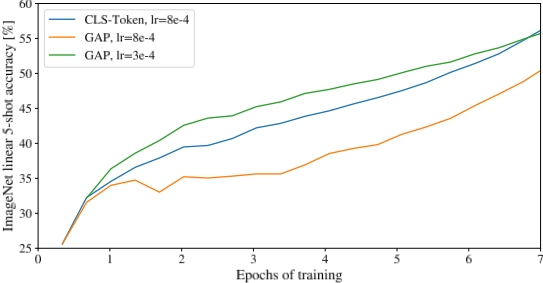 CLS-Token, lr=8e-4
GAP, lr=8e-4
GAP, lr=3e-4
ImageNet linear 5-shot accuracy [%]
60
55
50
45
40
35
30
25
0 1 2 3 4 5 6 7
Epochs of training